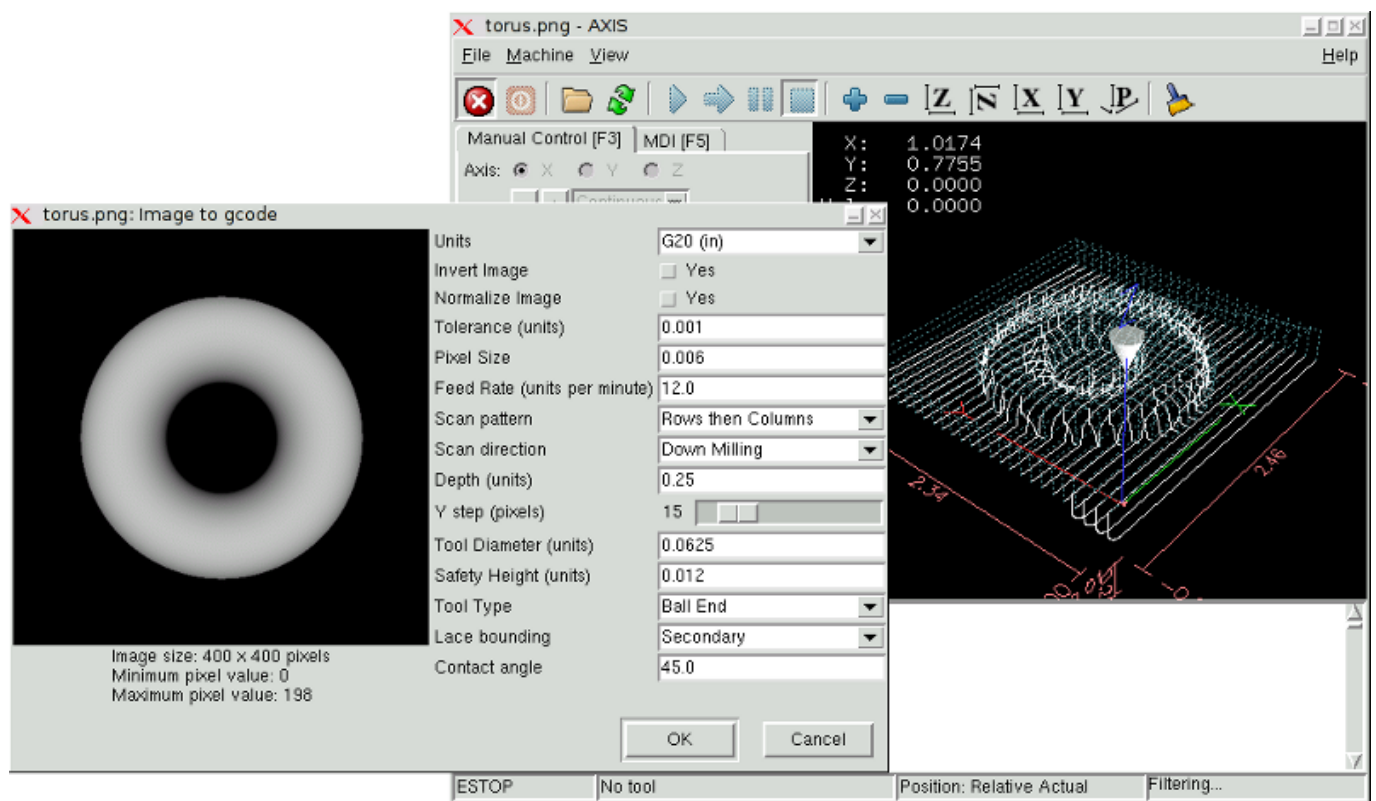 torus.png - AXIS
File Machine View Help
Z N X Y P
Manual Control [F3] MDI [F5]
Axis: X Y Z
Continuous
X: 1.0174
Y: 0.7755
Z: 0.0000
0.0000
2.34
2.46
torus.png: Image to gcode
Units G20 (in)
Invert Image Yes
Normalize Image Yes
Tolerance (units) 0.001
Pixel Size 0.006
Feed Rate (units per minute) 12.0
Scan pattern Rows then Columns
Scan direction Down Milling
Depth (units) 0.25
Y step (pixels) 15
Tool Diameter (units) 0.0625
Safety Height (units) 0.012
Tool Type Ball End
Lace bounding Secondary
Contact angle 45.0
Image size: 400 x 400 pixels
Minimum pixel value: 0
Maximum pixel value: 198
OK Cancel
ESTOP No tool Position: Relative Actual Filtering...